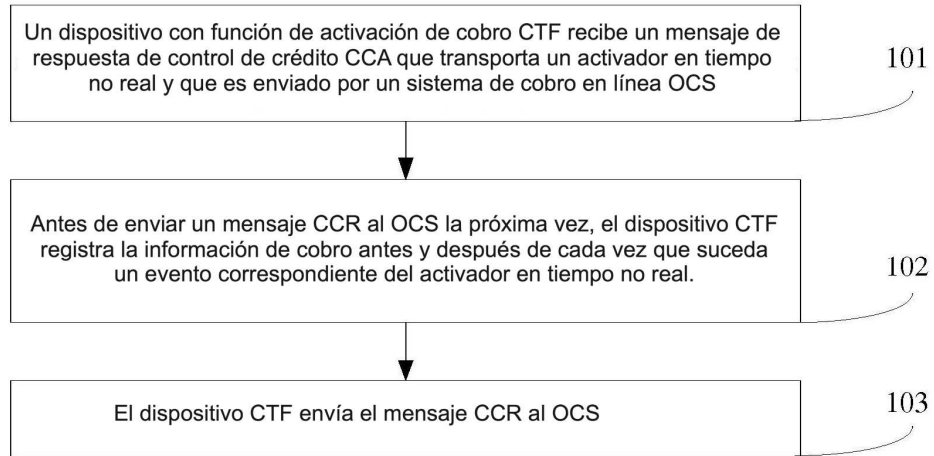 Un dispositivo con función de activación de cobro CTF recibe un mensaje de
respuesta de control de crédito CCA que transporta un activador en tiempo
no real y que es enviado por un sistema de cobro en línea OCS
101
Antes de enviar un mensaje CCR al OCS la próxima vez, el dispositivo CTF
registra la información de cobro antes y después de cada vez que suceda
un evento correspondiente del activador en tiempo no real.
102
El dispositivo CTF envía el mensaje CCR al OCS
103